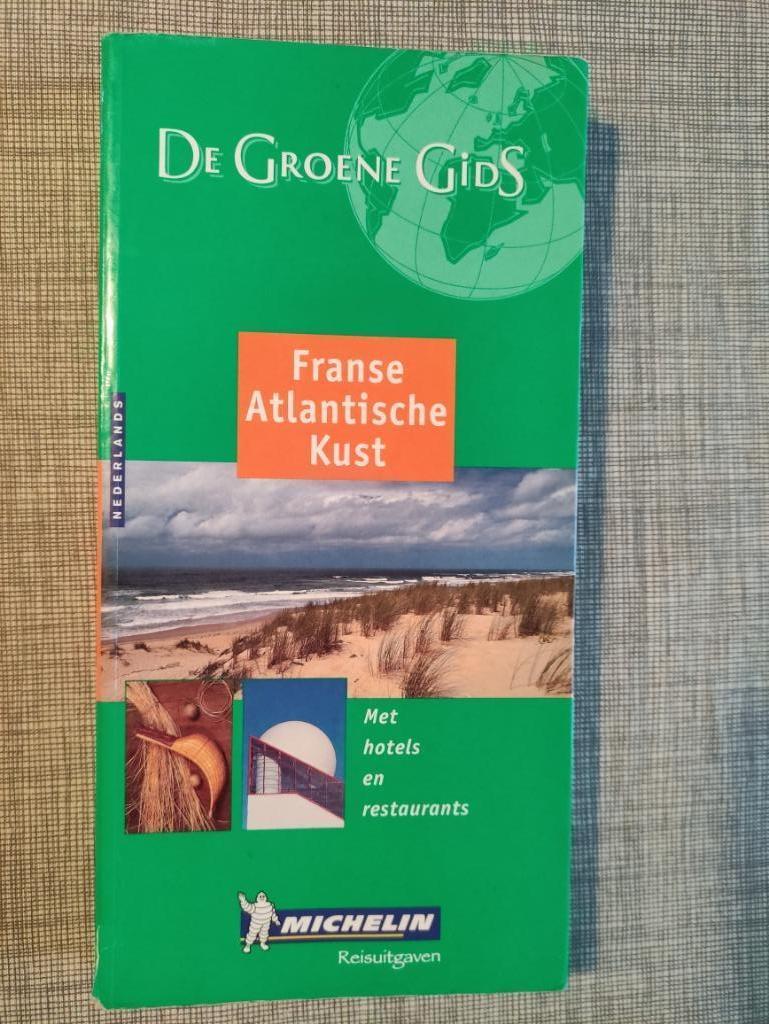 De Groene Gids
Franse
Atlantische
Kust
NEDERLANDS
Met
hotels
en
restaurants
MICHELIN
Reisuitgaven